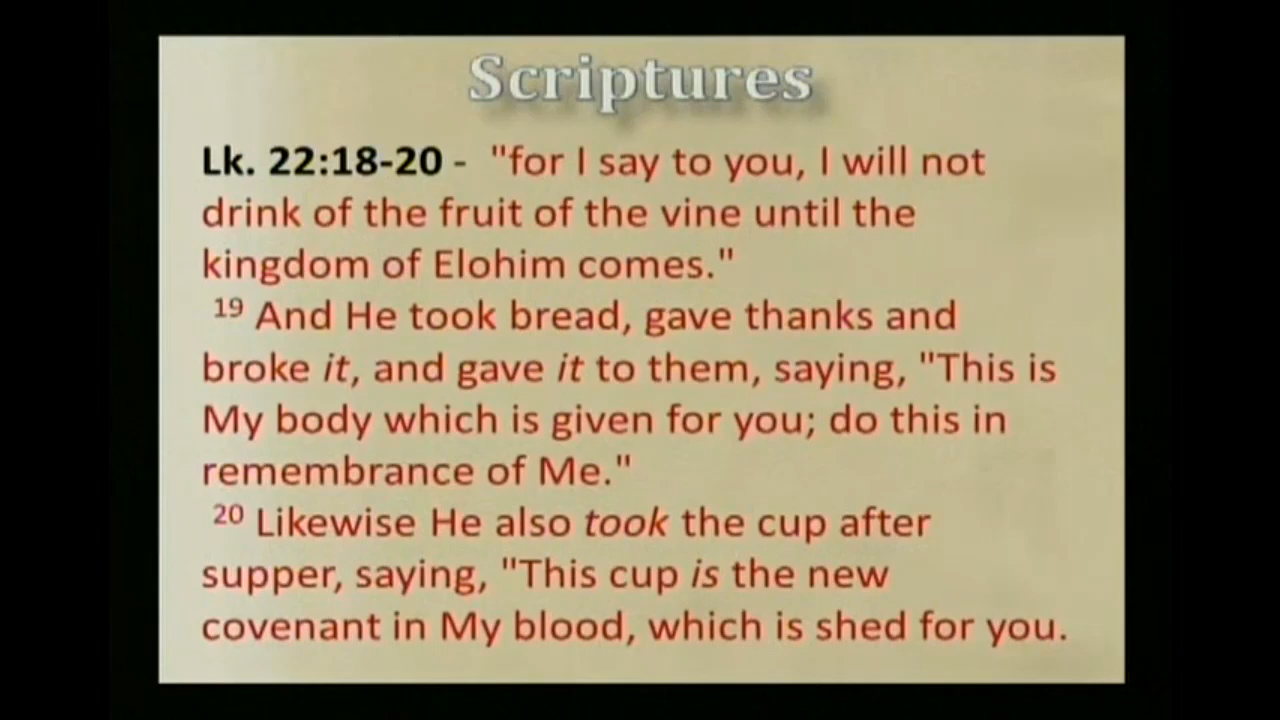 Scriptures
Lk. 22:18-20 - "for I say to you, I will not
drink of the fruit of the vine until the
kingdom of Elohim comes."
19 And He took bread, gave thanks and
broke it, and gave it to them, saying, "This is
My body which is given for you; do this in
remembrance of Me."
20 Likewise He also took the cup after
supper, saying, "This cup is the new
covenant in My blood, which is shed for you.